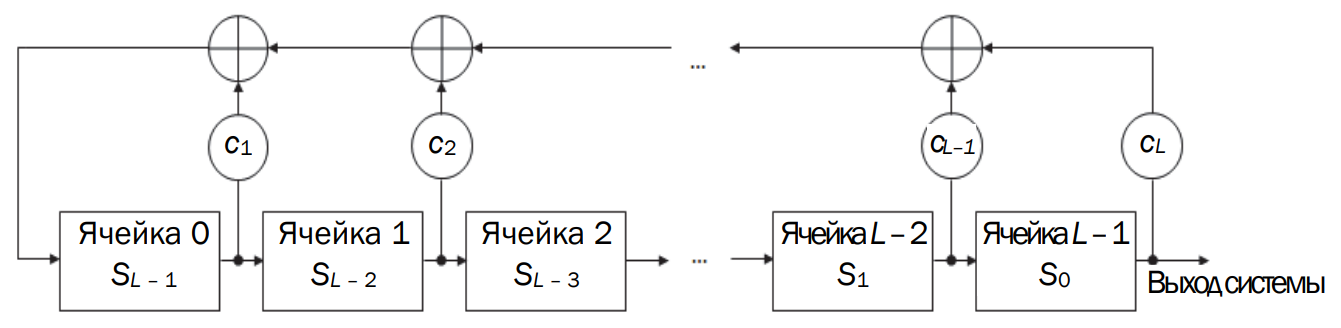 ...
c1 c2 cL–1 cL
Ячейка 0 Ячейка 1 Ячейка 2 Ячейка L – 2 Ячейка L – 1
SL – 1 SL – 2 SL – 3 ... S1 S0
Выход системы